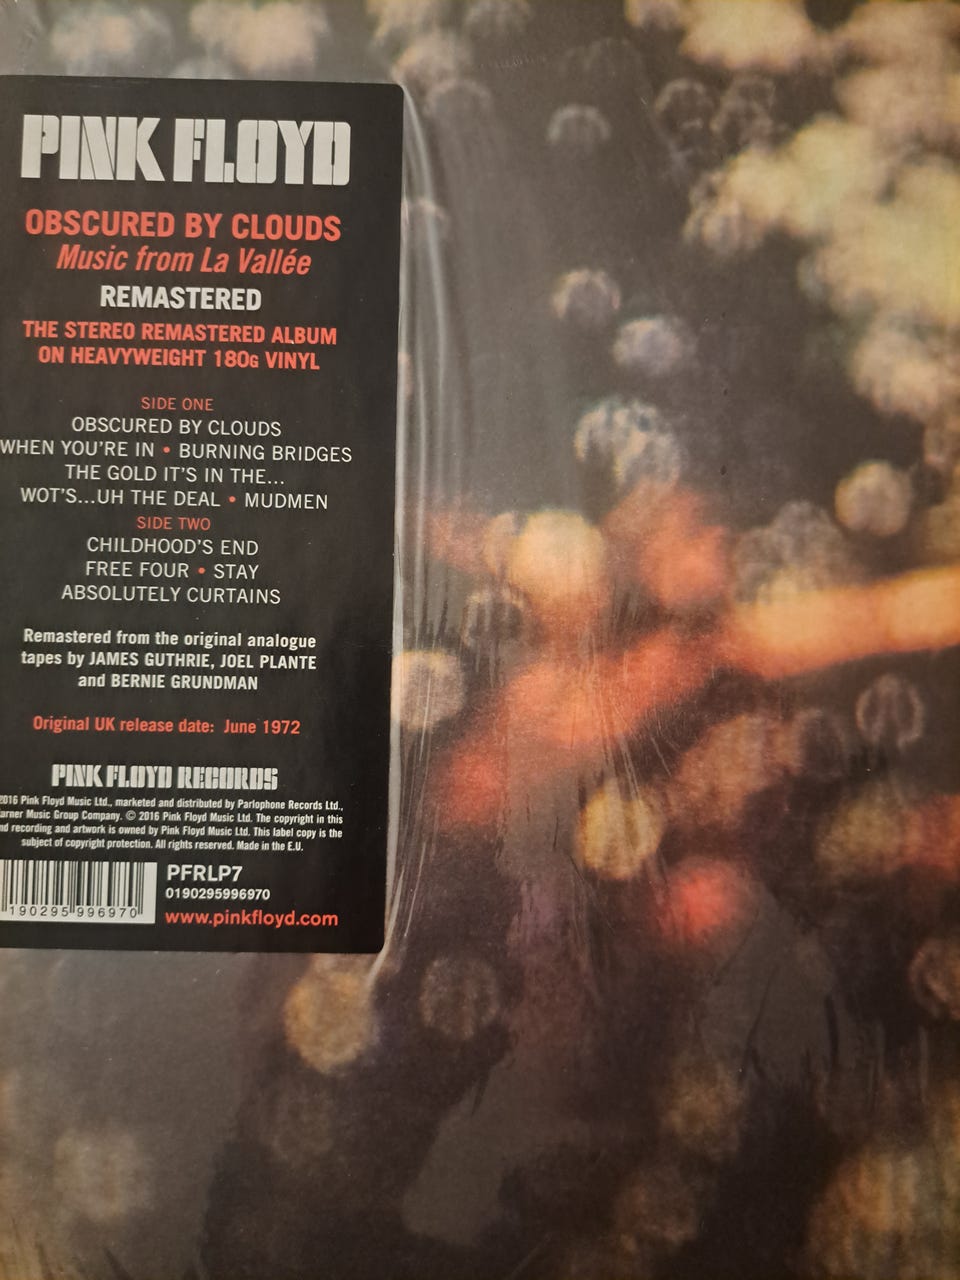 PINK FLOYD
OBSCURED BY CLOUDS
Music from La Vallée
REMASTERED
THE STEREO REMASTERED ALBUM
ON HEAVYWEIGHT 180G VINYL
SIDE ONE
OBSCURED BY CLOUDS
WHEN YOU'RE IN • BURNING BRIDGES
THE GOLD IT'S IN THE...
WOT'S...UH THE DEAL • MUDMEN
SIDE TWO
CHILDHOOD'S END
FREE FOUR • STAY
ABSOLUTELY CURTAINS
Remastered from the original analogue
tapes by JAMES GUTHRIE, JOEL PLANTE
and BERNIE GRUNDMAN
Original UK release date: June 1972
PINK FLOYD RECORDS
2016 Pink Floyd Music Ltd., marketed and distributed by Parlophone Records Ltd.,
arner Music Group Company. © 2016 Pink Floyd Music Ltd. The copyright in this
nd recording and artwork is owned by Pink Floyd Music Ltd. This label copy is the
subject of copyright protection. All rights reserved. Made in the E.U.
PFRLP7
0190295996970
190295 996970
www.pinkfloyd.com